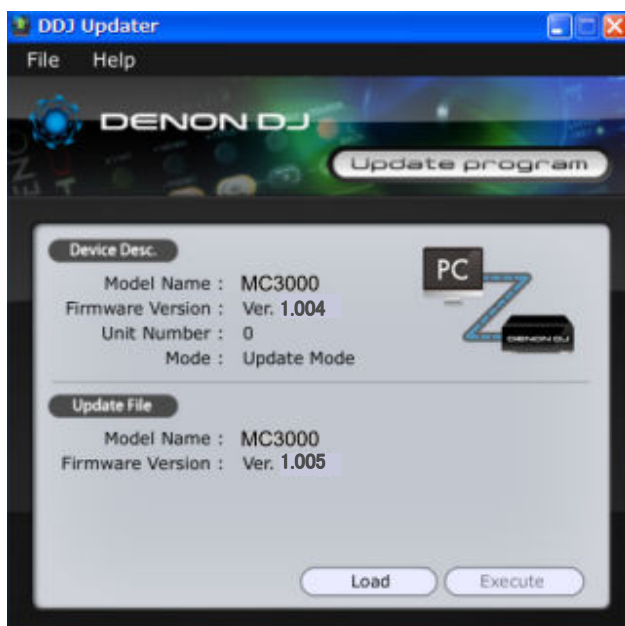 DDJ Updater
File Help
DENON DJ
Update program
Device Desc.
Model Name : MC3000
Firmware Version : Ver. 1.004
Unit Number : 0
Mode : Update Mode
PC
DENON DJ
Update File
Model Name : MC3000
Firmware Version : Ver. 1.005
Load Execute